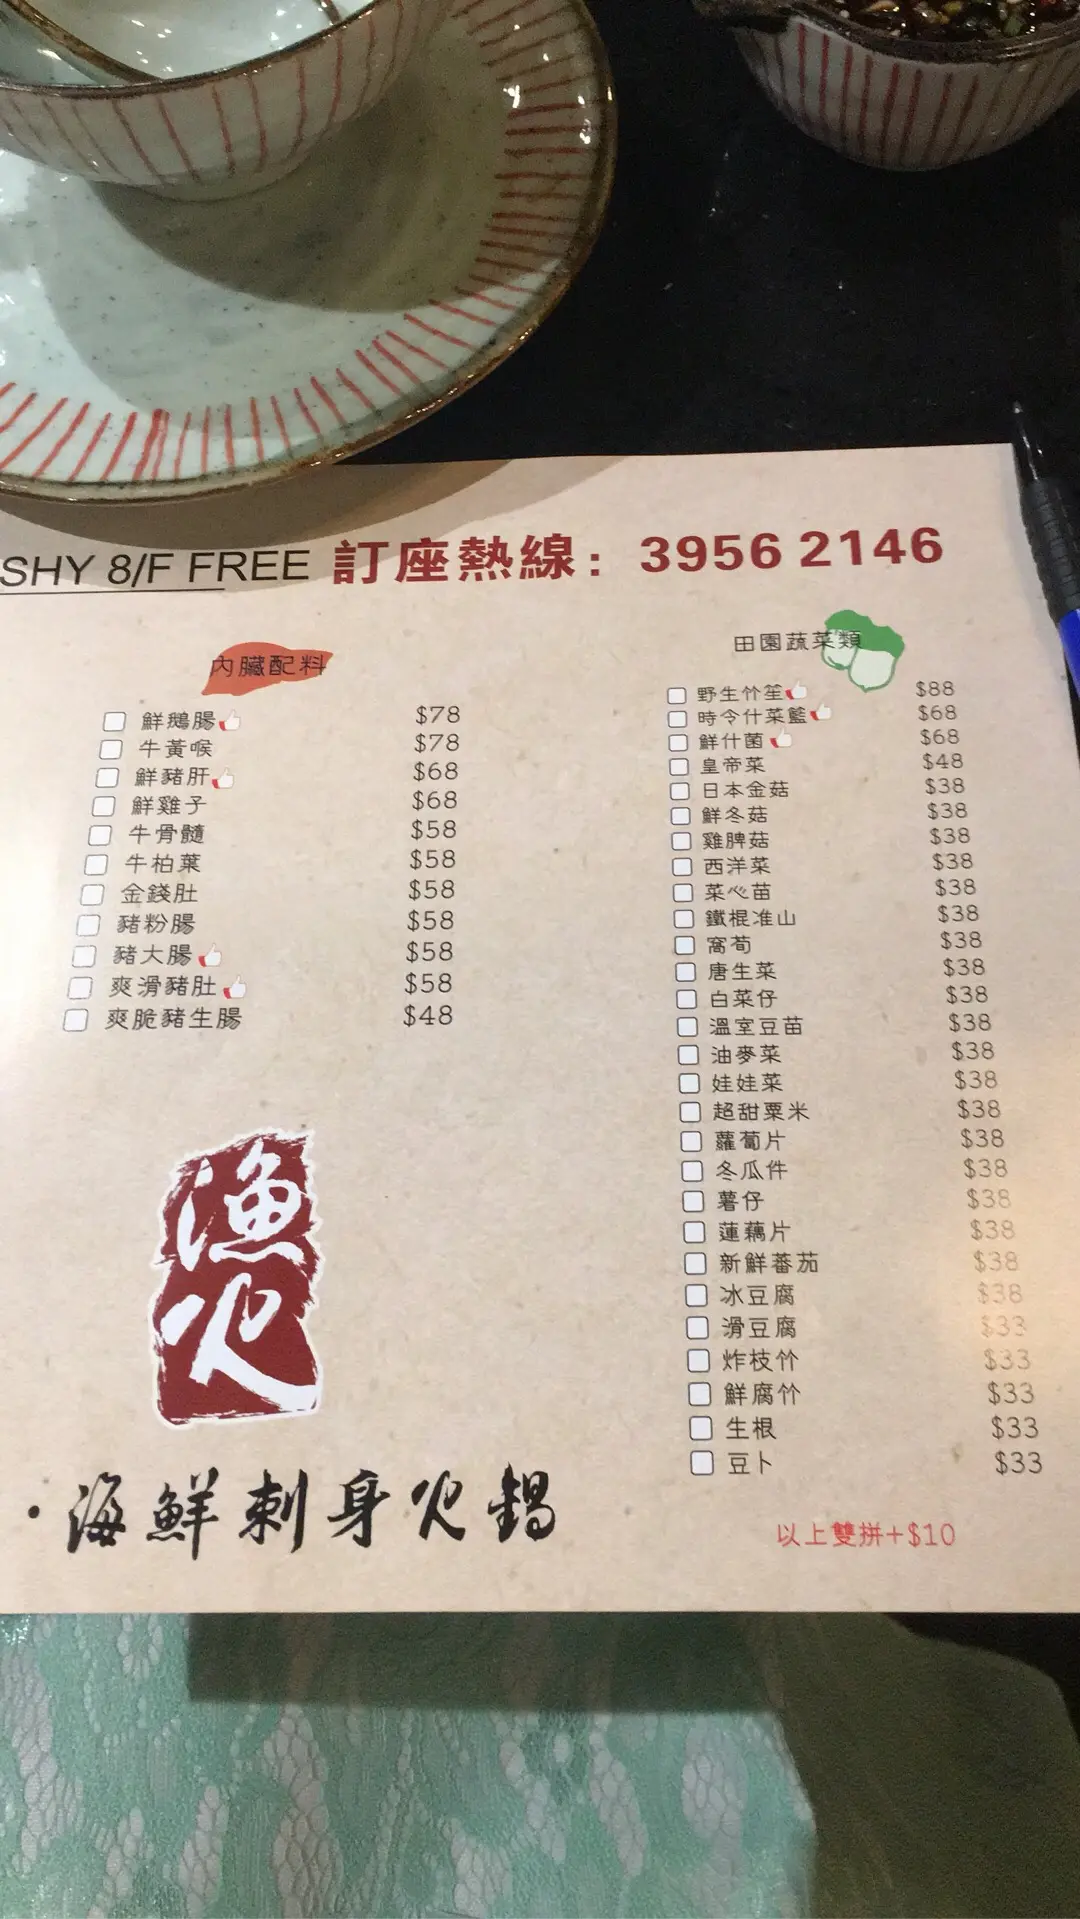 SHY 8/F FREE 訂座熱線: 3956 2146
內臟配料
鮮鵝腸 $78
牛黃喉 $78
鮮豬肝 $68
鮮雞子 $68
牛骨髓 $58
牛柏葉 $58
金錢肚 $58
豬粉腸 $58
豬大腸 $58
爽滑豬肚 $58
爽脆豬生腸 $48
漁火
·海鮮刺身火鍋
田園蔬菜類
野生竹笙 $88
時令什菜籃 $68
鮮什菌 $68
皇帝菜 $48
日本金菇 $38
鮮冬菇 $38
雞脾菇 $38
西洋菜 $38
菜心苗 $38
鐵棍准山 $38
窩荀 $38
唐生菜 $38
白菜仔 $38
溫室豆苗 $38
油麥菜 $38
娃娃菜 $38
超甜粟米 $38
蘿蔔片 $38
冬瓜件 $38
薯仔 $38
蓮藕片 $38
新鮮蕃茄 $38
冰豆腐 $38
滑豆腐 $33
炸枝竹 $33
鮮腐竹 $33
生根 $33
豆卜 $33
以上雙拼+$10